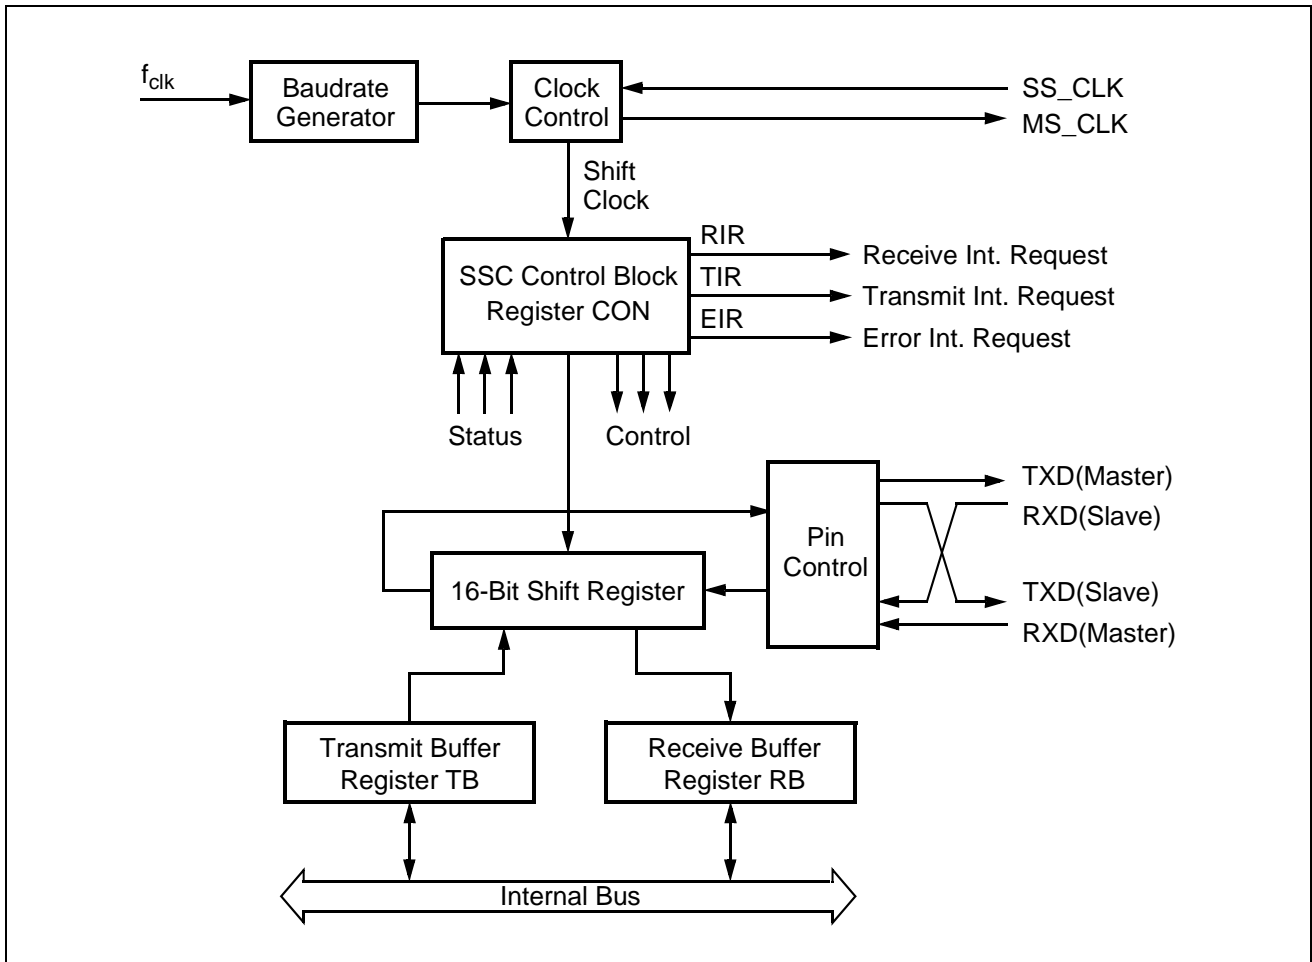 fclk
Baudrate
Generator
Clock
Control
SS_CLK
MS_CLK
Shift
Clock
SSC Control Block
Register CON
RIR
TIR
EIR
Receive Int. Request
Transmit Int. Request
Error Int. Request
Status
Control
16-Bit Shift Register
Pin
Control
TXD(Master)
RXD(Slave)
TXD(Slave)
RXD(Master)
Transmit Buffer
Register TB
Receive Buffer
Register RB
Internal Bus